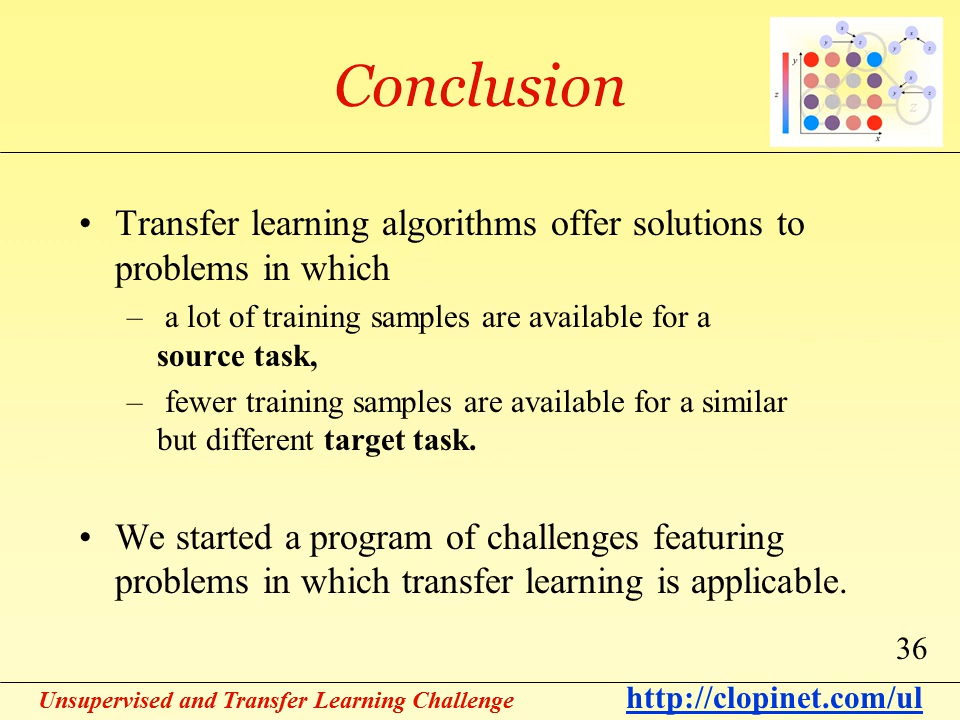 Conclusion
• Transfer learning algorithms offer solutions to
problems in which
– a lot of training samples are available for a
source task,
– fewer training samples are available for a similar
but different target task.
• We started a program of challenges featuring
problems in which transfer learning is applicable.
36
Unsupervised and Transfer Learning Challenge
http://clopinet.com/ul